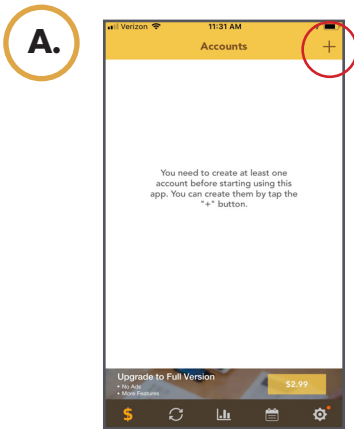 A.
Verizon 11:31 AM
Accounts +
You need to create at least one
account before starting using this
app. You can create them by tap the
"+" button.
Upgrade to Full Version
• No Ads
• More Features
$2.99
$